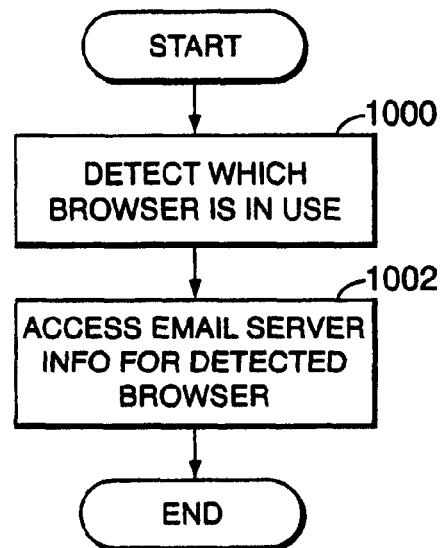 START
1000
DETECT WHICH
BROWSER IS IN USE
1002
ACCESS EMAIL SERVER
INFO FOR DETECTED
BROWSER
END